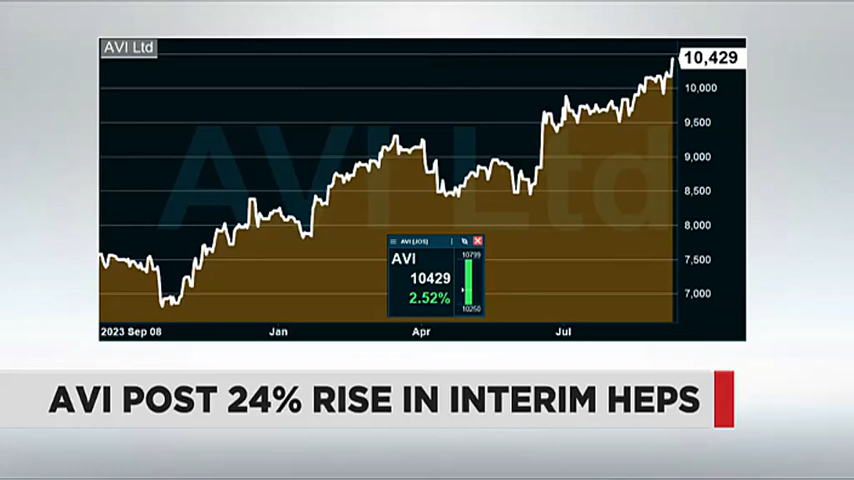 AVI Ltd
10,429
10,000
9,500
9,000
8,500
8,000
7,500
7,000
AVI Ltd
AVI [JOS]
AVI
10429
2.52%
10799
10250
2023 Sep 08 Jan Apr Jul
AVI POST 24% RISE IN INTERIM HEPS